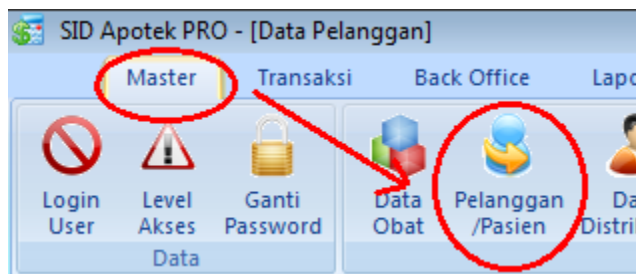 SID Apotek PRO - [Data Pelanggan]
Master Transaksi Back Office
Login User
Level Akses
Ganti Password
Data Obat
Pelanggan /Pasien
Data